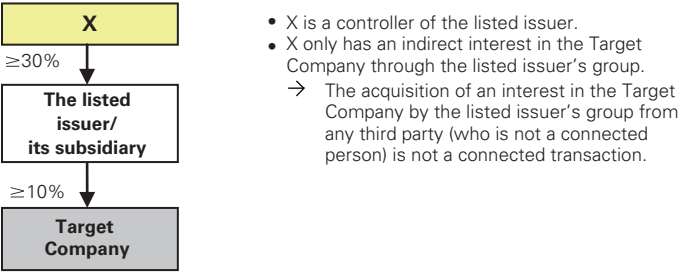 X
≥30%
The listed
issuer/
its subsidiary
≥10%
Target
Company
• X is a controller of the listed issuer.
• X only has an indirect interest in the Target
Company through the listed issuer’s group.
→ The acquisition of an interest in the Target
Company by the listed issuer’s group from
any third party (who is not a connected
person) is not a connected transaction.